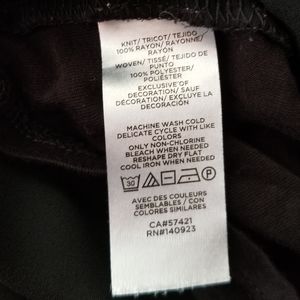 KNIT/ TRICOT/ TEJIDO
100% RAYON/ RAYONNE/
RAYON
WOVEN/ TISSÉ/ TEJIDO DE
PUNTO
100% POLYESTER/
POLIÉSTER
EXCLUSIVE OF
DECORATION/ SAUF
DÉCORATION/ EXCLUYE LA
DECORACIÓN
MACHINE WASH COLD
DELICATE CYCLE WITH LIKE
COLORS
ONLY NON-CHLORINE
BLEACH WHEN NEEDED
RESHAPE DRY FLAT
COOL IRON WHEN NEEDED
30 P
AVEC DES COULEURS
SEMBLABLES / CON
COLORES SIMILARES
CA#57421
RN#140923